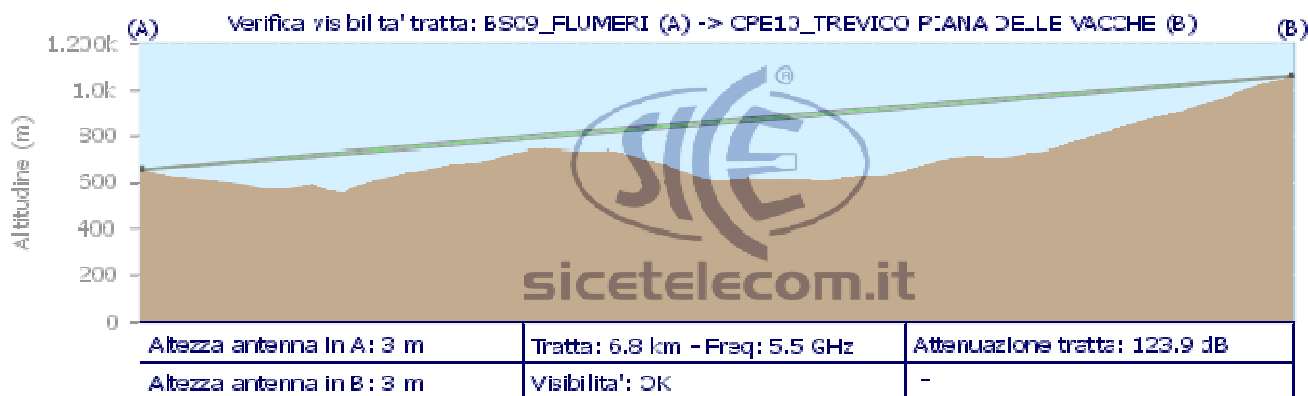 (A) Verifica visibilita' tratta: BS09_FLUMERI (A) -> CPE10_TREVICO PIANA DELLE VACCHE (B) (B)
1.200k
1.0k
800
600
400
200
0
Altitudine (m)
SICE ®
sicetelecom.it
Altezza antenna in A: 3 m
Tratta: 6.8 km - Freq: 5.5 GHz
Attenuazione tratta: 123.9 dB
Altezza antenna in B: 3 m
Visibilita': OK
-